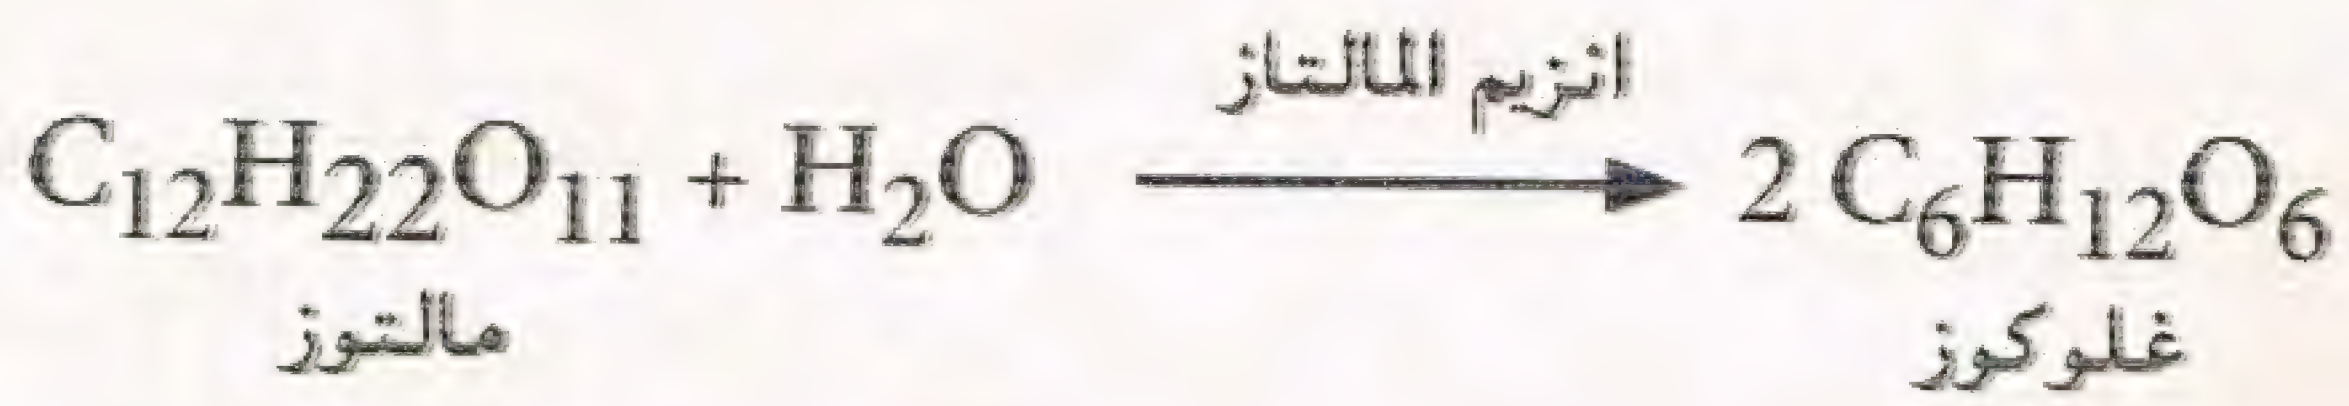 انزيم المالتاز
C₁₂H₂₂O₁₁ + H₂O → 2 C₆H₁₂O₆
مالتوز غلوكوز